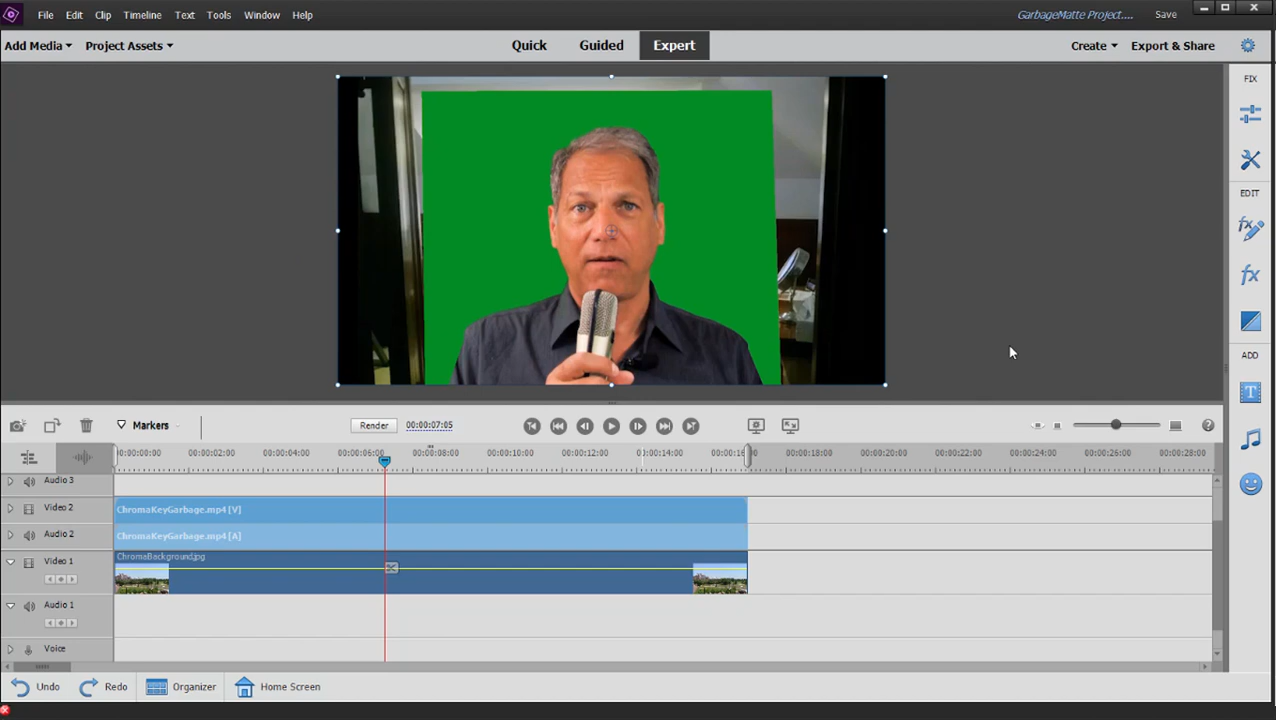 File Edit Clip Timeline Text Tools Window Help GarbageMatte Project.... Save
Add Media Project Assets Quick Guided Expert Create Export & Share
FIX
EDIT
ADD
Markers Render 00:00:07:05
00:00:00:00 00:00:02:00 00:00:04:00 00:00:06:00 00:00:08:00 00:00:10:00 00:00:12:00 00:00:14:00 00:00:16:00 00:00:18:00 00:00:20:00 00:00:22:00 00:00:24:00 00:00:26:00 00:00:28:00
Audio 3
Video 2 ChromaKeyGarbage.mp4 [V]
Audio 2 ChromaKeyGarbage.mp4 [A]
Video 1 ChromaBackground.jpg
Audio 1
Voice
Undo Redo Organizer Home Screen